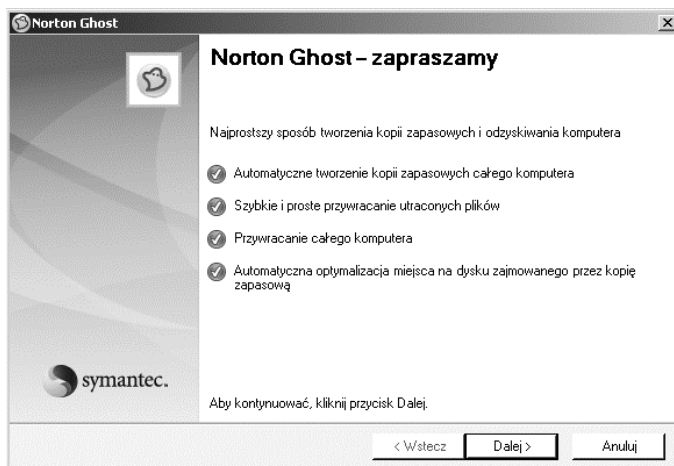 Norton Ghost
Norton Ghost – zapraszamy
Najprostszy sposób tworzenia kopii zapasowych i odzyskiwania komputera
Automatyczne tworzenie kopii zapasowych całego komputera
Szybkie i proste przywracanie utraconych plików
Przywracanie całego komputera
Automatyczna optymalizacja miejsca na dysku zajmowanego przez kopię
zapasową
symantec.
Aby kontynuować, kliknij przycisk Dalej.
< Wstecz
Dalej >
Anuluj